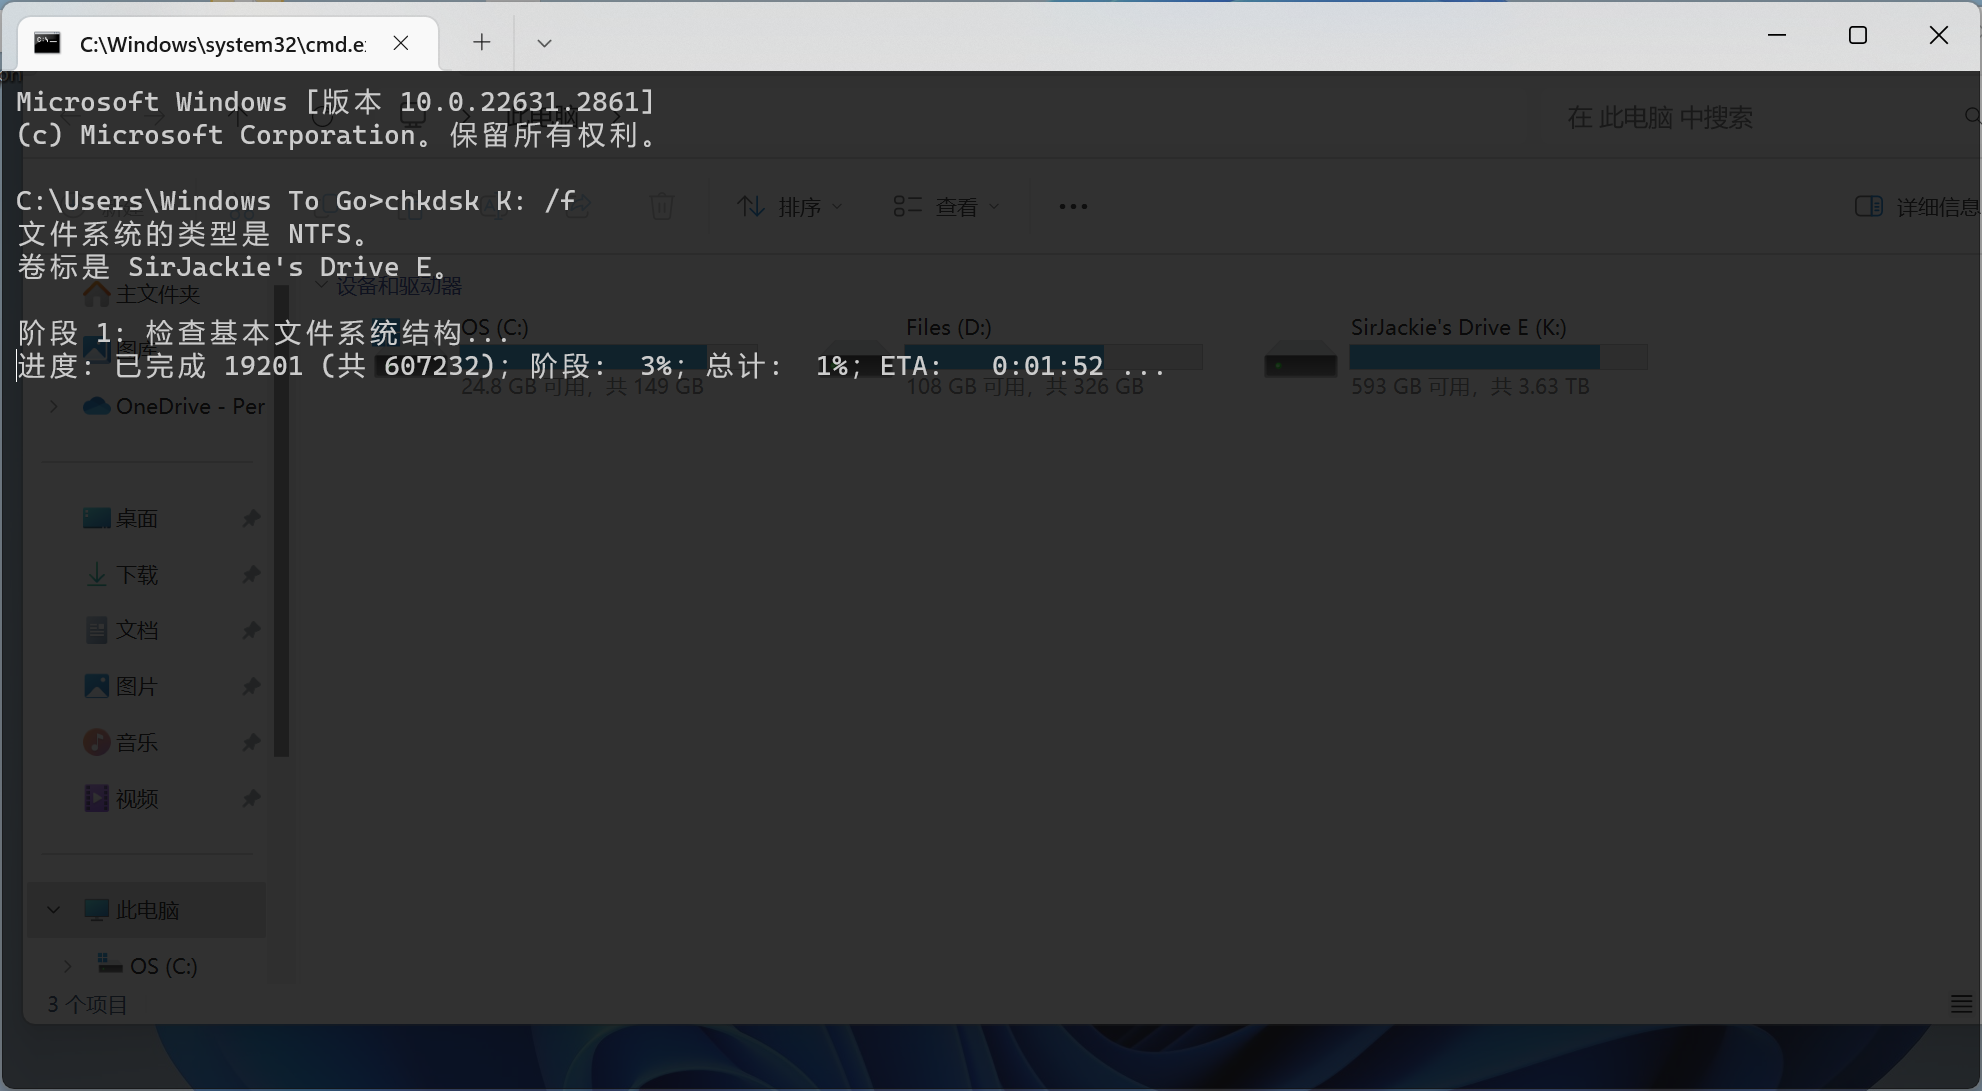 C:\Windows\system32\cmd.e
Microsoft Windows [版本 10.0.22631.2861]
(c) Microsoft Corporation。保留所有权利。
此电脑
在 此电脑 中搜索
C:\Users\Windows To Go>chkdsk K: /f
排序
查看
详细信息
文件系统的类型是 NTFS。
卷标是 SirJackie's Drive E。
主文件夹
设备和驱动器
阶段 1: 检查基本文件系统结构...
OS (C:)
Files (D:)
SirJackie's Drive E (K:)
图库
进度: 已完成 19201 (共 607232); 阶段:  3%; 总计:  1%; ETA:   0:01:52 ...
24.8 GB 可用，共 149 GB
108 GB 可用，共 326 GB
593 GB 可用，共 3.63 TB
OneDrive - Per
桌面
下载
文档
图片
音乐
视频
此电脑
OS (C:)
3 个项目